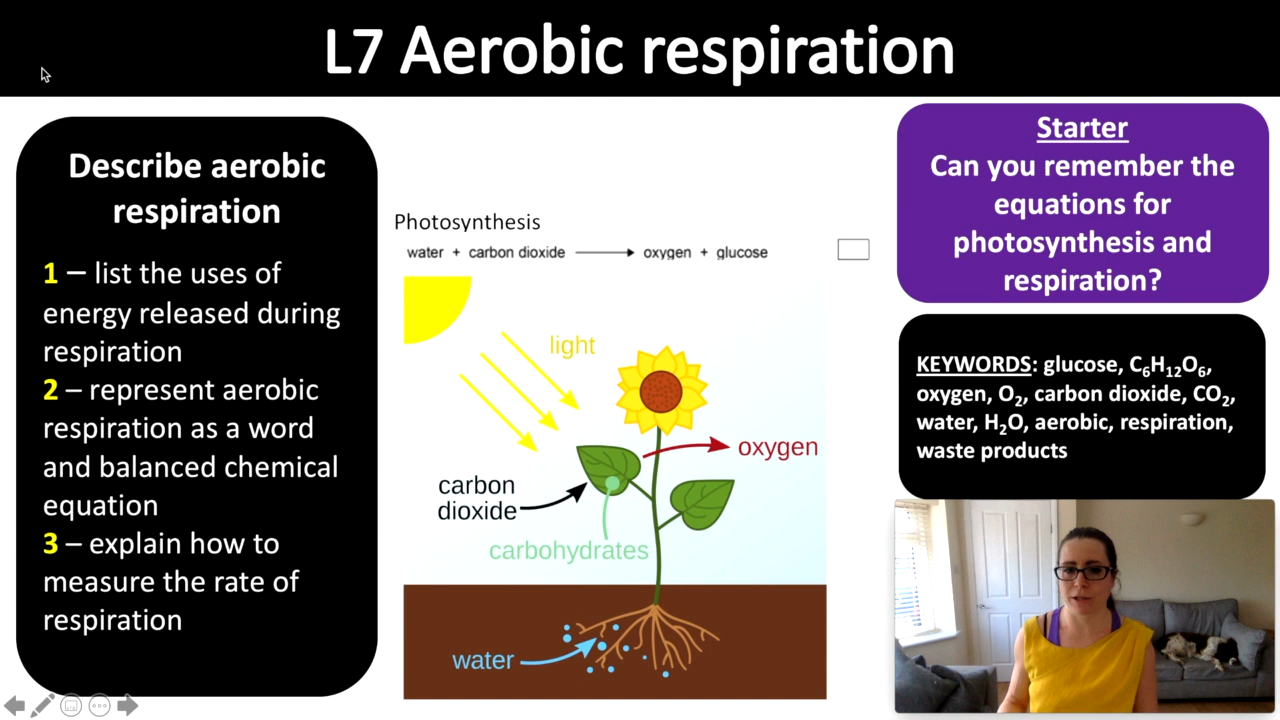 L7 Aerobic respiration
Describe aerobic
respiration
1 – list the uses of
energy released during
respiration
2 – represent aerobic
respiration as a word
and balanced chemical
equation
3 – explain how to
measure the rate of
respiration
Photosynthesis
water + carbon dioxide ⟶ oxygen + glucose
light
oxygen
carbon
dioxide
carbohydrates
water
Starter
Can you remember the
equations for
photosynthesis and
respiration?
KEYWORDS: glucose, C₆H₁₂O₆,
oxygen, O₂, carbon dioxide, CO₂,
water, H₂O, aerobic, respiration,
waste products